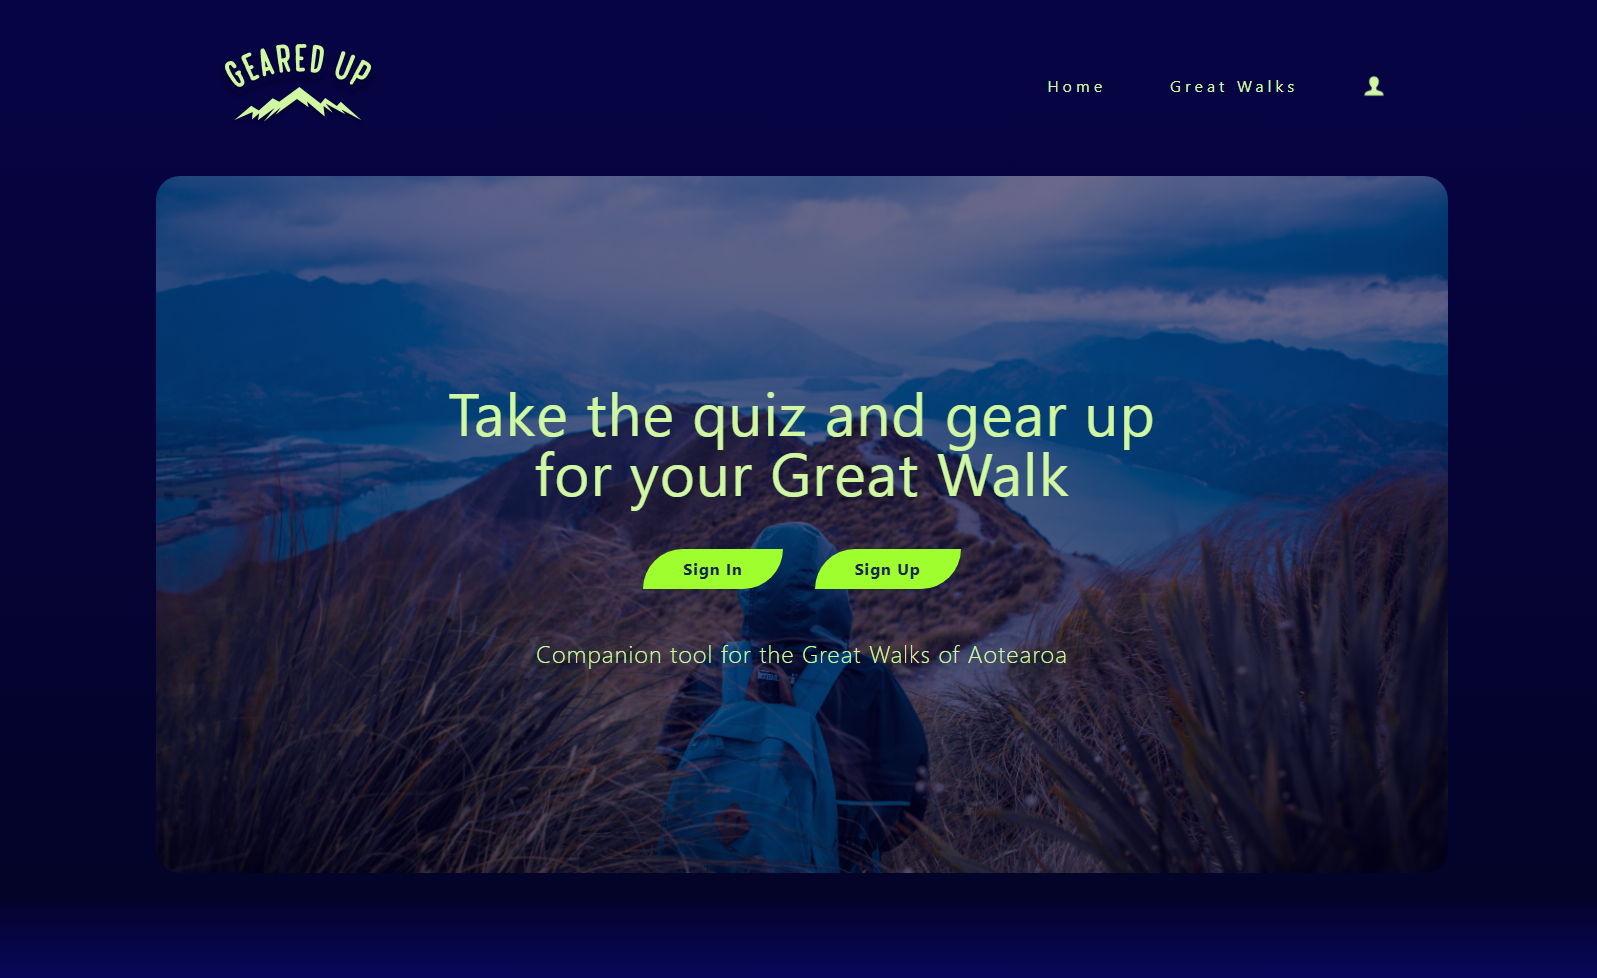 GEARED UP
Home
Great Walks
Take the quiz and gear up
for your Great Walk
Sign In
Sign Up
Companion tool for the Great Walks of Aotearoa